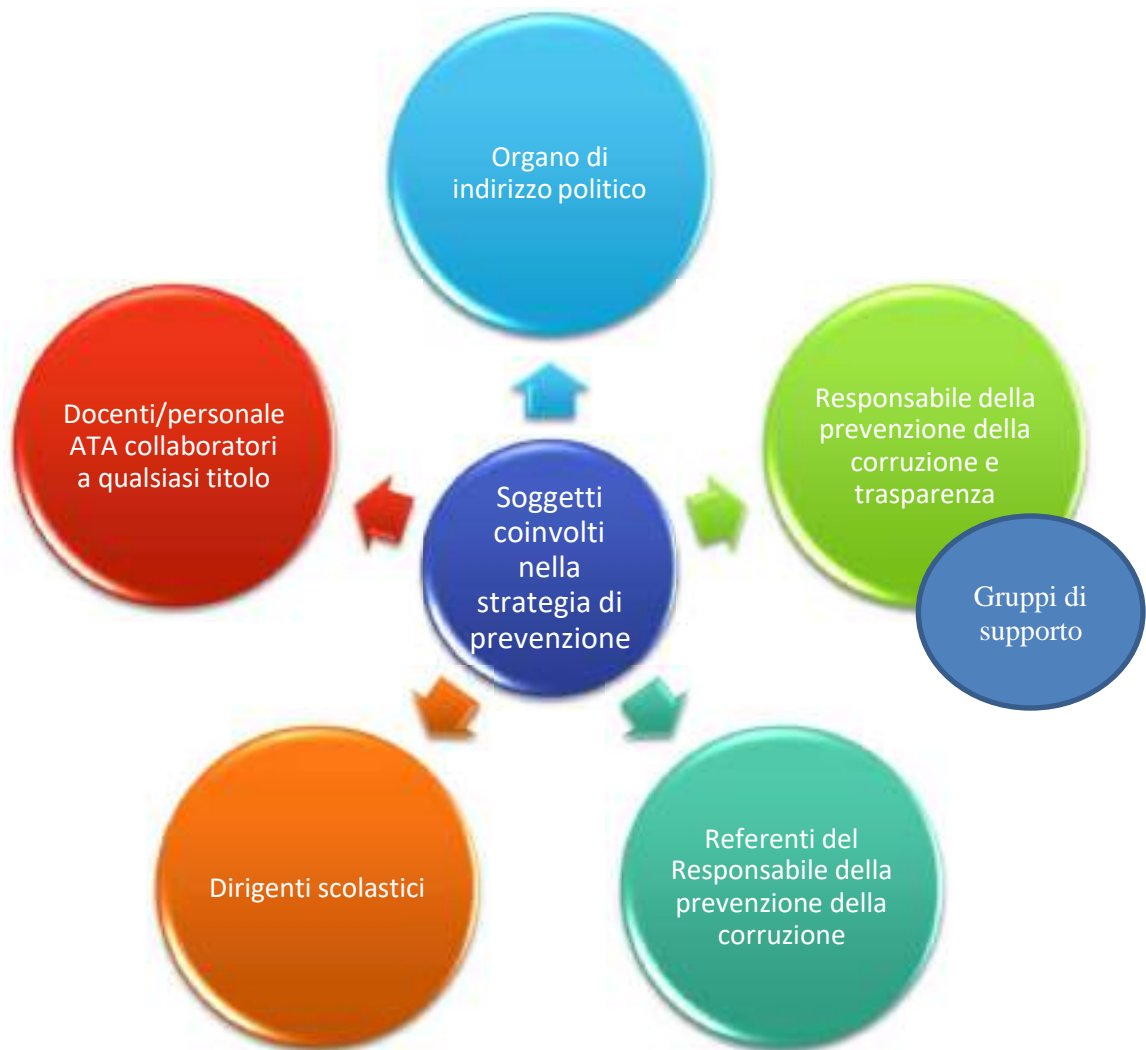 Organo di
indirizzo politico
Docenti/personale
ATA collaboratori
a qualsiasi titolo
Responsabile della
prevenzione della
corruzione e
trasparenza
Soggetti
coinvolti
nella
strategia di
prevenzione
Gruppi di
supporto
Dirigenti scolastici
Referenti del
Responsabile della
prevenzione della
corruzione